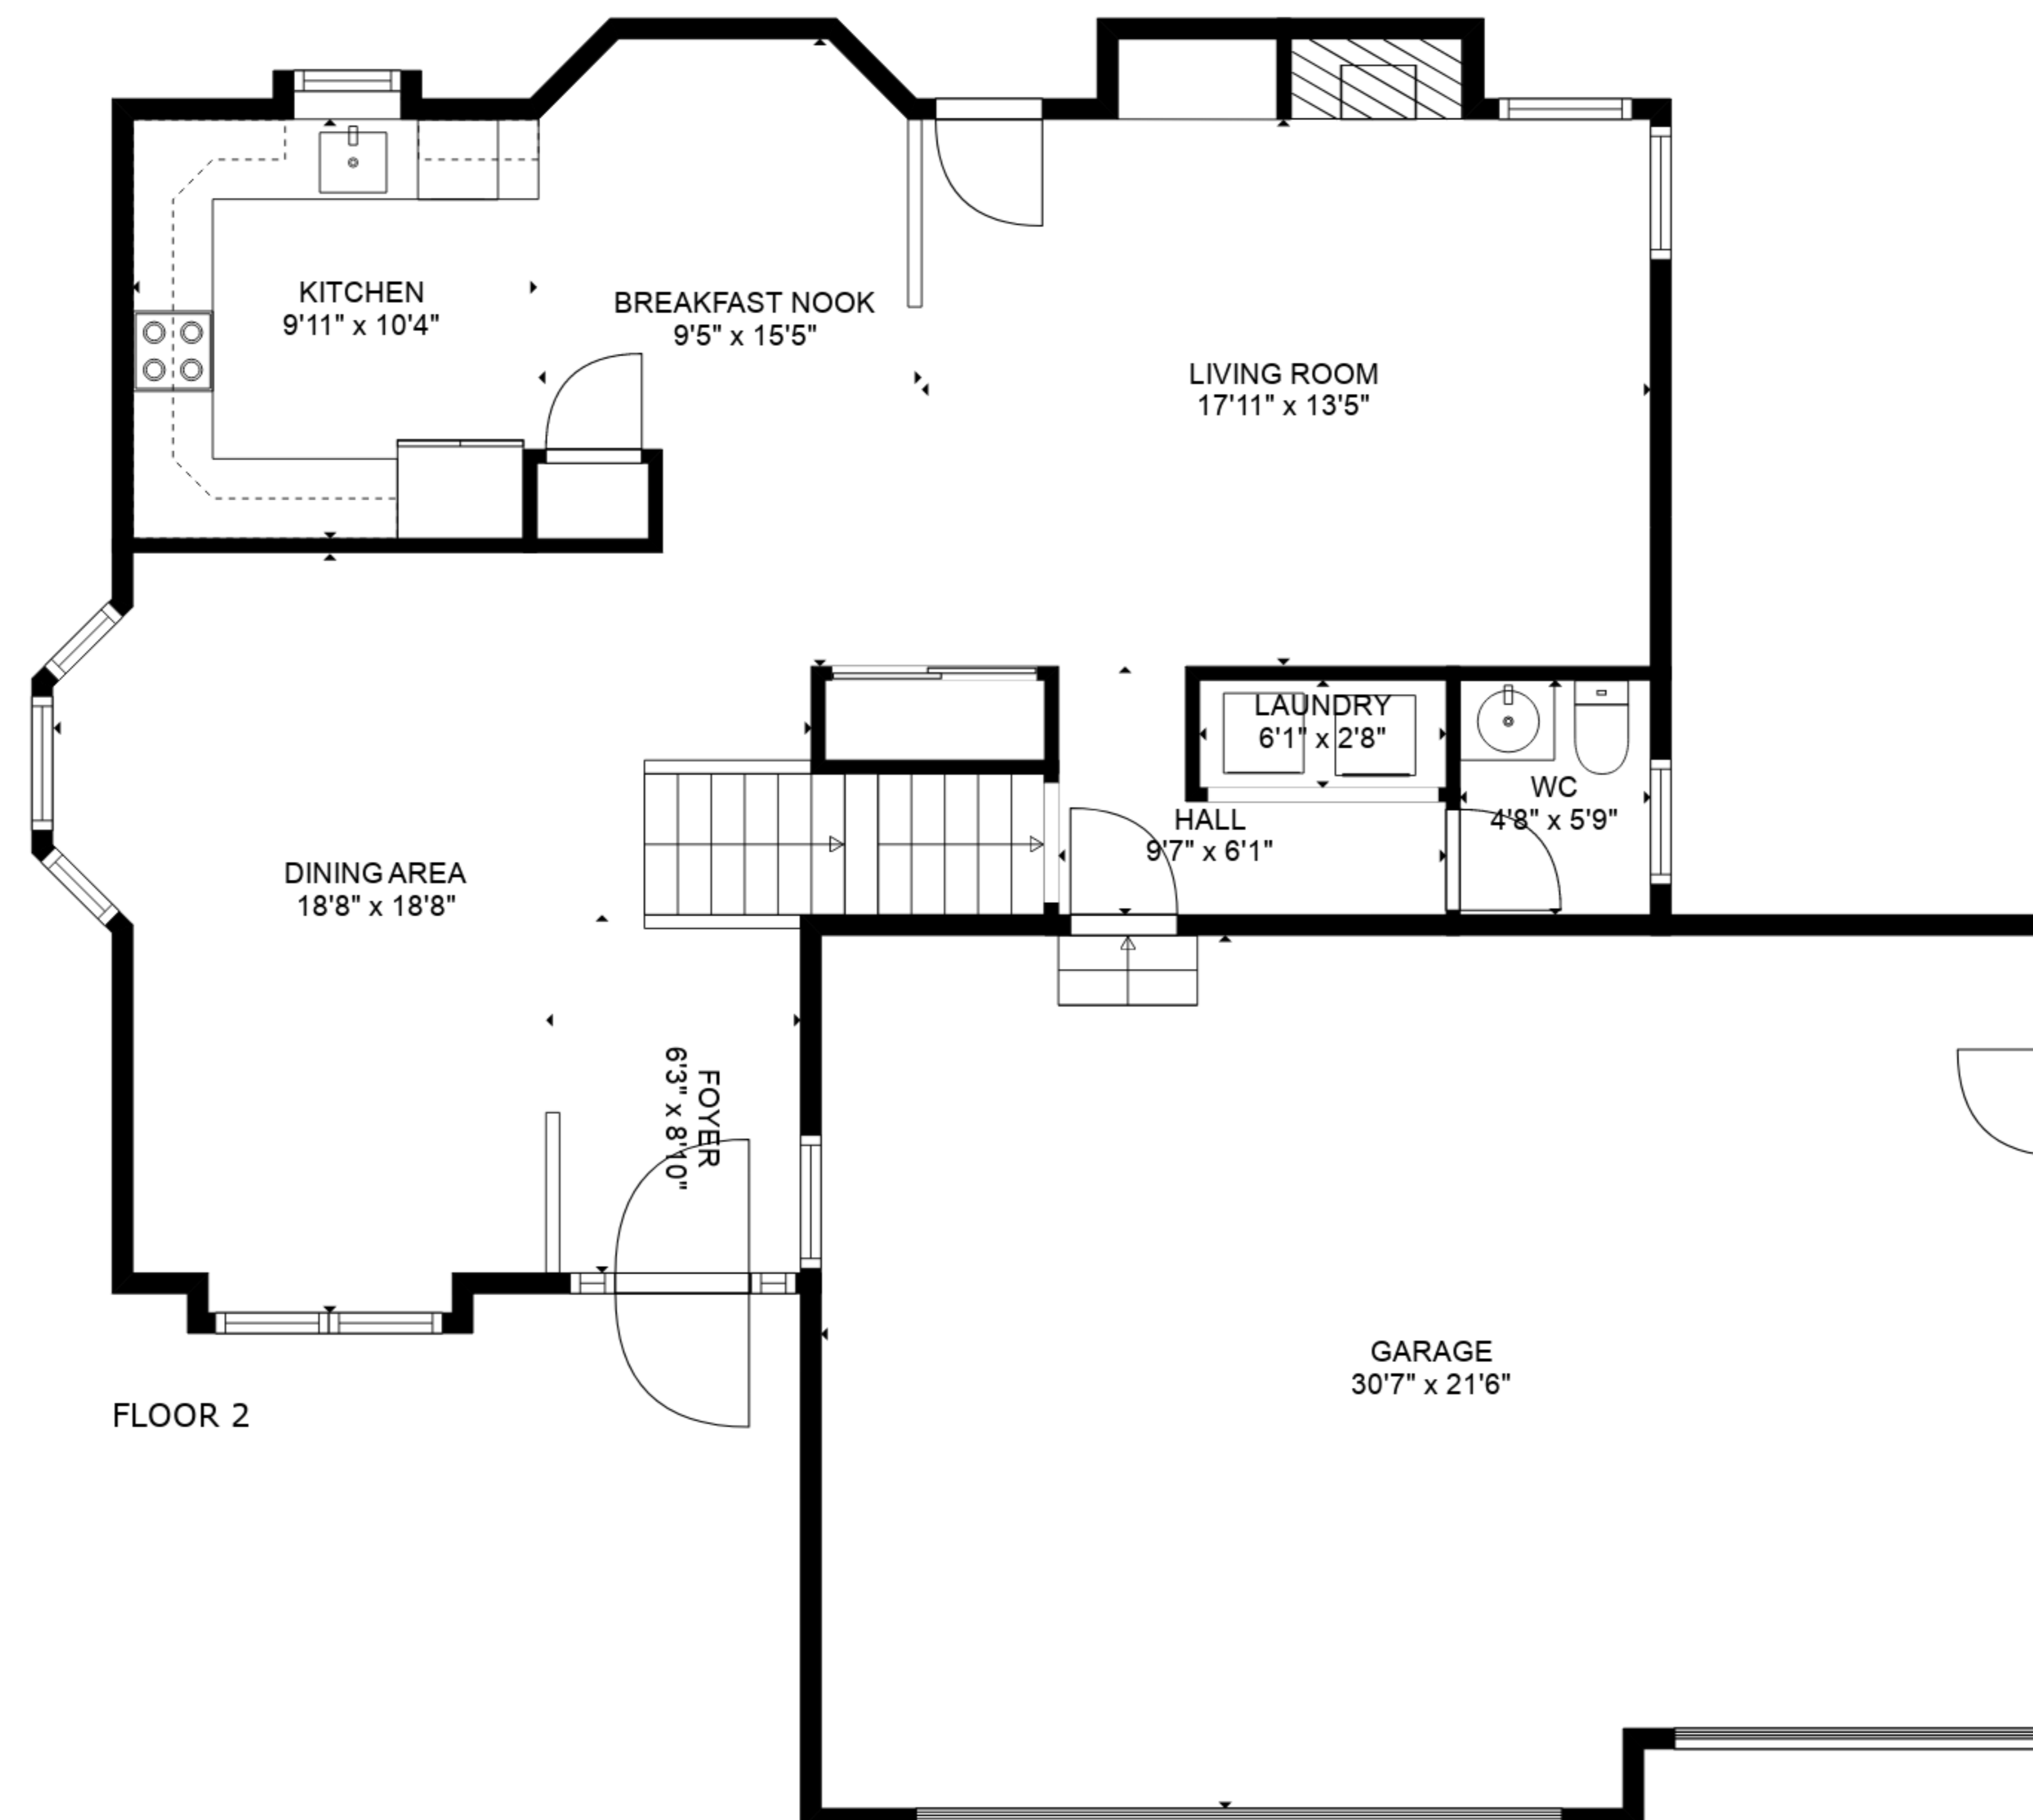 KITCHEN
9'11" x 10'4"
BREAKFAST NOOK
9'5" x 15'5"
LIVING ROOM
17'11" x 13'5"
LAUNDRY
6'1" x 2'8"
WC
4'8" x 5'9"
HALL
9'7" x 6'1"
DINING AREA
18'8" x 18'8"
FOYER
6'3" x 8'10"
GARAGE
30'7" x 21'6"
FLOOR 2